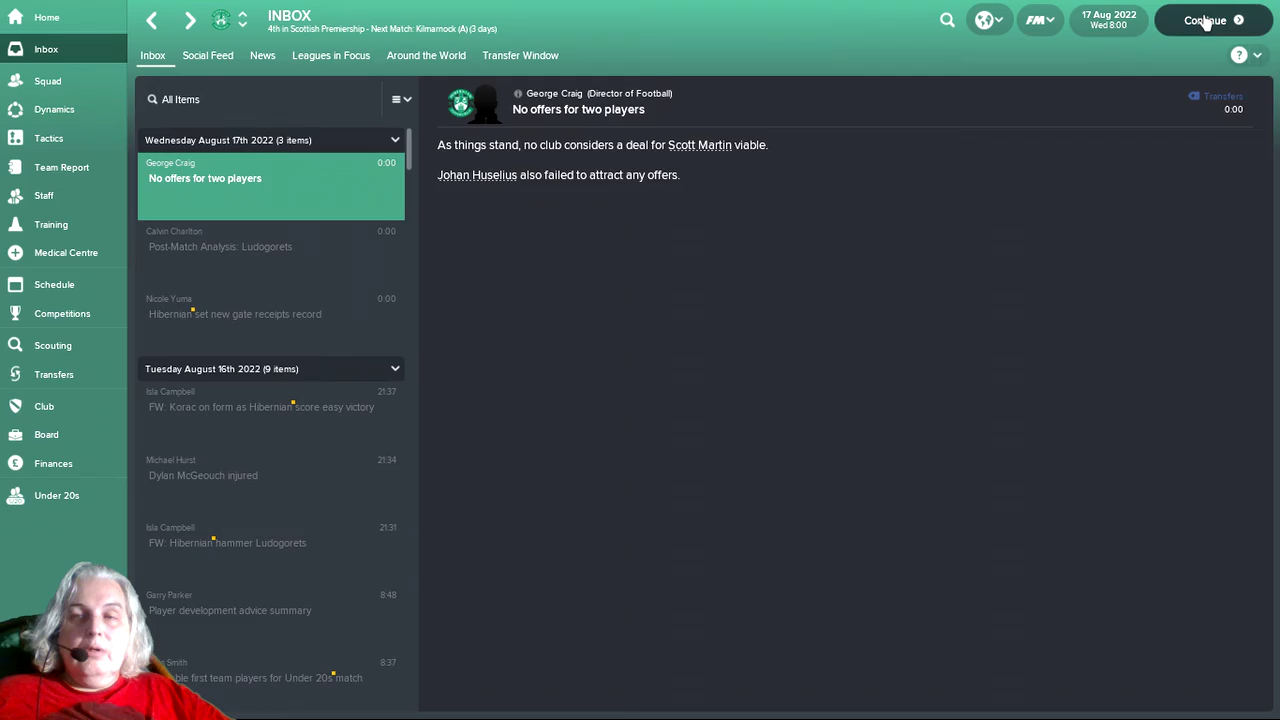 Home
Inbox
Squad
Dynamics
Tactics
Team Report
Staff
Training
Medical Centre
Schedule
Competitions
Scouting
Transfers
Club
Board
Finances
Under 20s
INBOX
4th in Scottish Premiership - Next Match: Kilmarnock (A) (3 days)
FM
17 Aug 2022
Wed 8:00
Continue
Inbox
Social Feed
News
Leagues in Focus
Around the World
Transfer Window
?
All Items
Wednesday August 17th 2022 (3 items)
George Craig 0:00
No offers for two players
Calvin Charlton 0:00
Post-Match Analysis: Ludogorets
Nicole Yuma 0:00
Hibernian set new gate receipts record
Tuesday August 16th 2022 (9 items)
Isla Campbell 21:37
FW: Korac on form as Hibernian score easy victory
Michael Hurst 21:34
Dylan McGeouch injured
Isla Campbell 21:31
FW: Hibernian hammer Ludogorets
Garry Parker 8:48
Player development advice summary
Smith 8:37
first team players for Under 20s match
George Craig (Director of Football)
No offers for two players
Transfers
0:00
As things stand, no club considers a deal for Scott Martin viable.
Johan Huselius also failed to attract any offers.